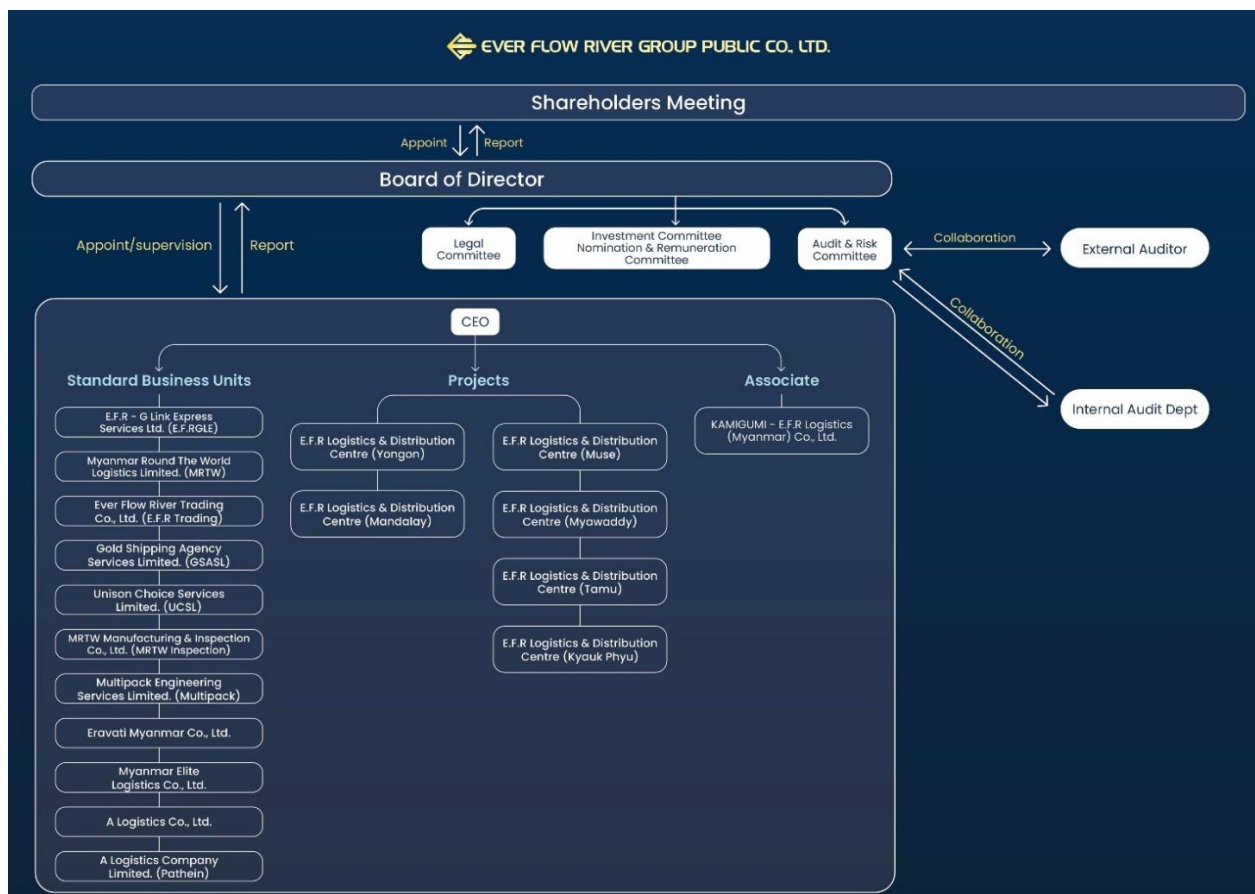 EVER FLOW RIVER GROUP PUBLIC CO., LTD.
Shareholders Meeting
Appoint
Report
Board of Director
Appoint/supervision
Report
Legal
Committee
Investment Committee
Nomination & Remuneration
Committee
Audit & Risk
Committee
Collaboration
External Auditor
Collaboration
Internal Audit Dept
CEO
Standard Business Units
E.F.R - G Link Express
Services Ltd. (E.F.RGLE)
Myanmar Round The World
Logistics Limited. (MRTW)
Ever Flow River Trading
Co., Ltd. (E.F.R Trading)
Gold Shipping Agency
Services Limited. (GSASL)
Unison Choice Services
Limited. (UCSL)
MRTW Manufacturing & Inspection
Co., Ltd. (MRTW Inspection)
Multipack Engineering
Services Limited. (Multipack)
Eravati Myanmar Co., Ltd.
Myanmar Elite
Logistics Co., Ltd.
A Logistics Co., Ltd.
A Logistics Company
Limited. (Pathein)
Projects
E.F.R Logistics & Distribution
Centre (Yongon)
E.F.R Logistics & Distribution
Centre (Mandalay)
E.F.R Logistics & Distribution
Centre (Muse)
E.F.R Logistics & Distribution
Centre (Myawaddy)
E.F.R Logistics & Distribution
Centre (Tamu)
E.F.R Logistics & Distribution
Centre (Kyauk Phyu)
Associate
KAMIGUMI - E.F.R Logistics
(Myanmar) Co., Ltd.